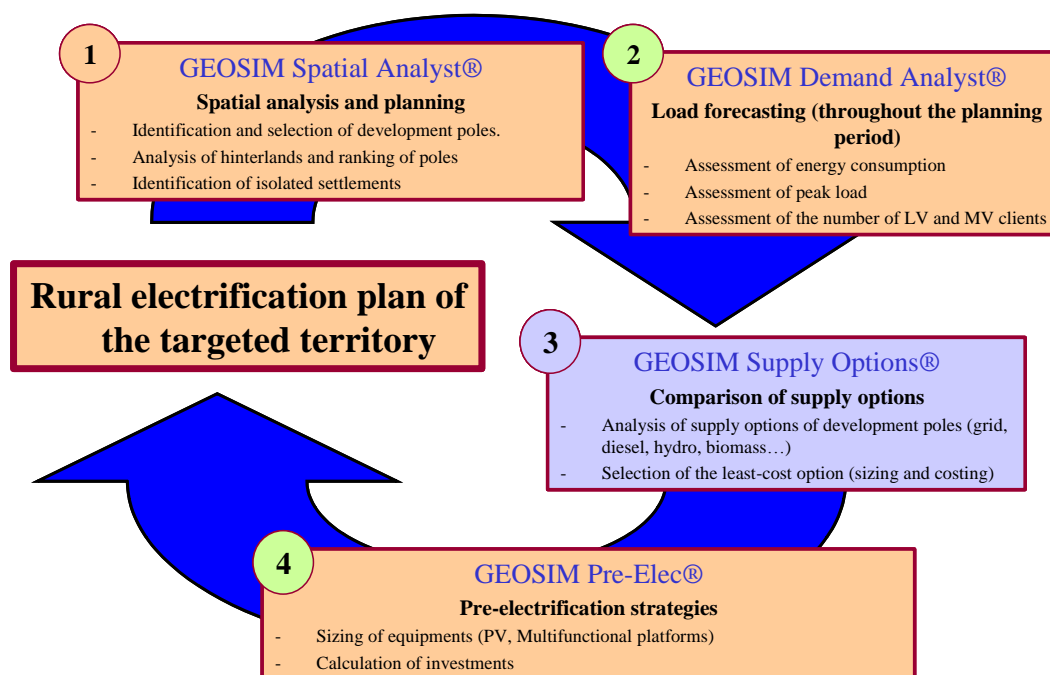 1
GEOSIM Spatial Analyst®
Spatial analysis and planning
- Identification and selection of development poles.
- Analysis of hinterlands and ranking of poles
- Identification of isolated settlements
2
GEOSIM Demand Analyst®
Load forecasting (throughout the planning
period)
- Assessment of energy consumption
- Assessment of peak load
- Assessment of the number of LV and MV clients
Rural electrification plan of
the targeted territory
3
GEOSIM Supply Options®
Comparison of supply options
- Analysis of supply options of development poles (grid,
diesel, hydro, biomass…)
- Selection of the least-cost option (sizing and costing)
4
GEOSIM Pre-Elec®
Pre-electrification strategies
- Sizing of equipments (PV, Multifunctional platforms)
- Calculation of investments